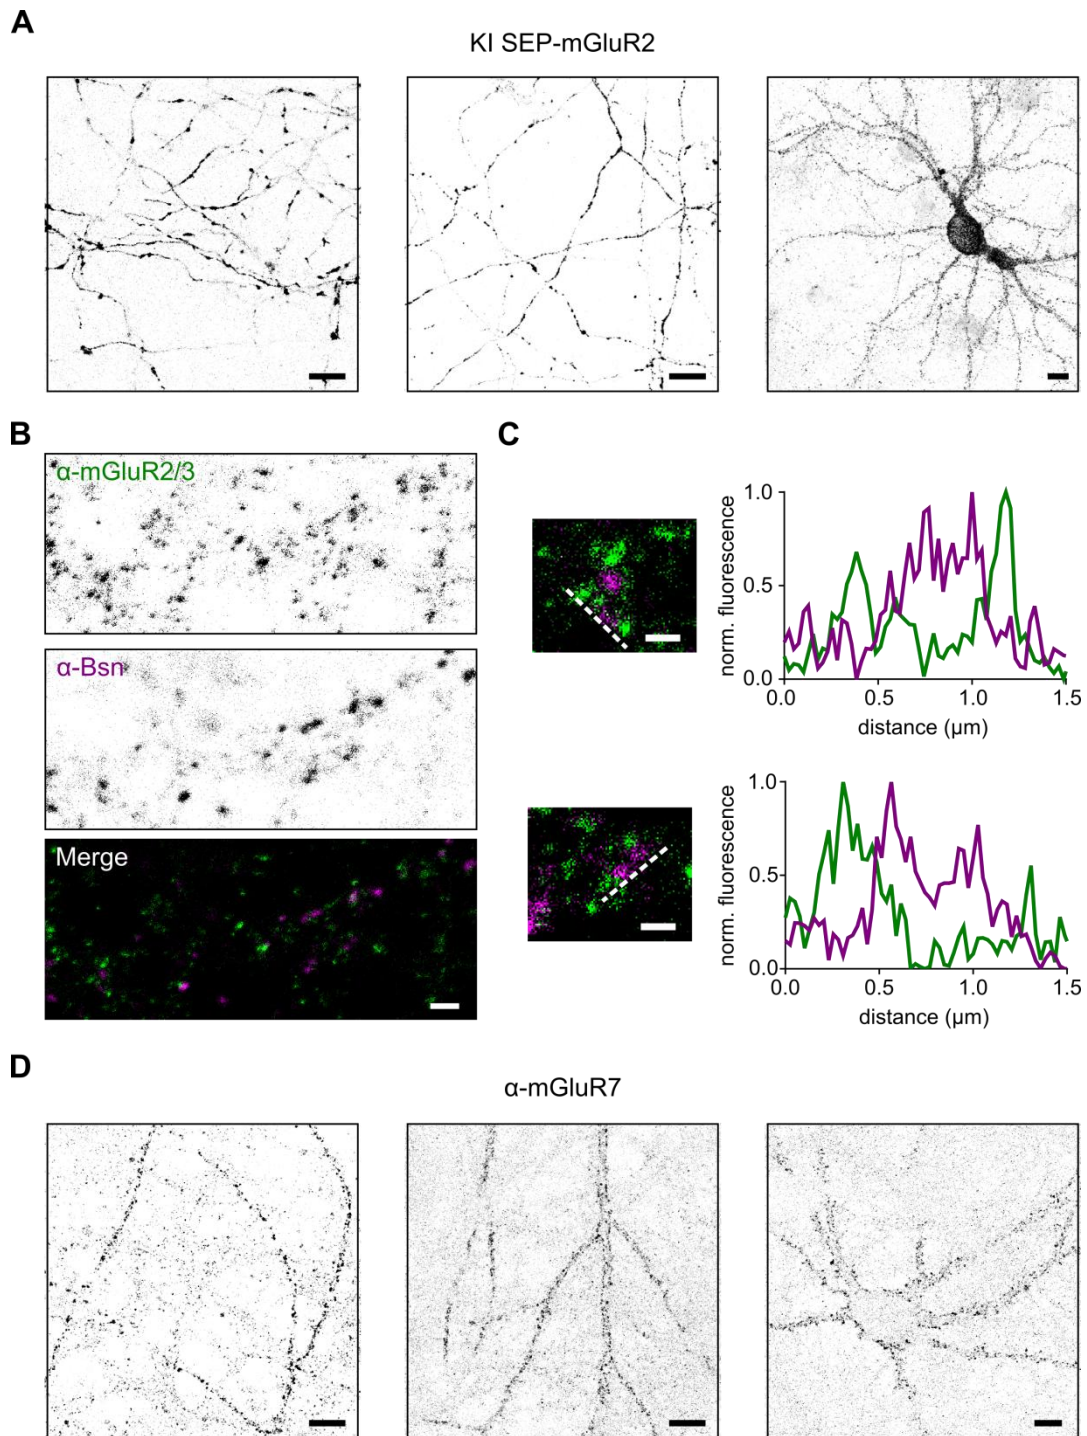 A
KI SEP-mGluR2
B
α-mGluR2/3
α-Bsn
Merge
C
norm. fluorescence
1.0
0.5
0.0
0.0 0.5 1.0 1.5
distance (µm)
norm. fluorescence
1.0
0.5
0.0
0.0 0.5 1.0 1.5
distance (µm)
D
α-mGluR7